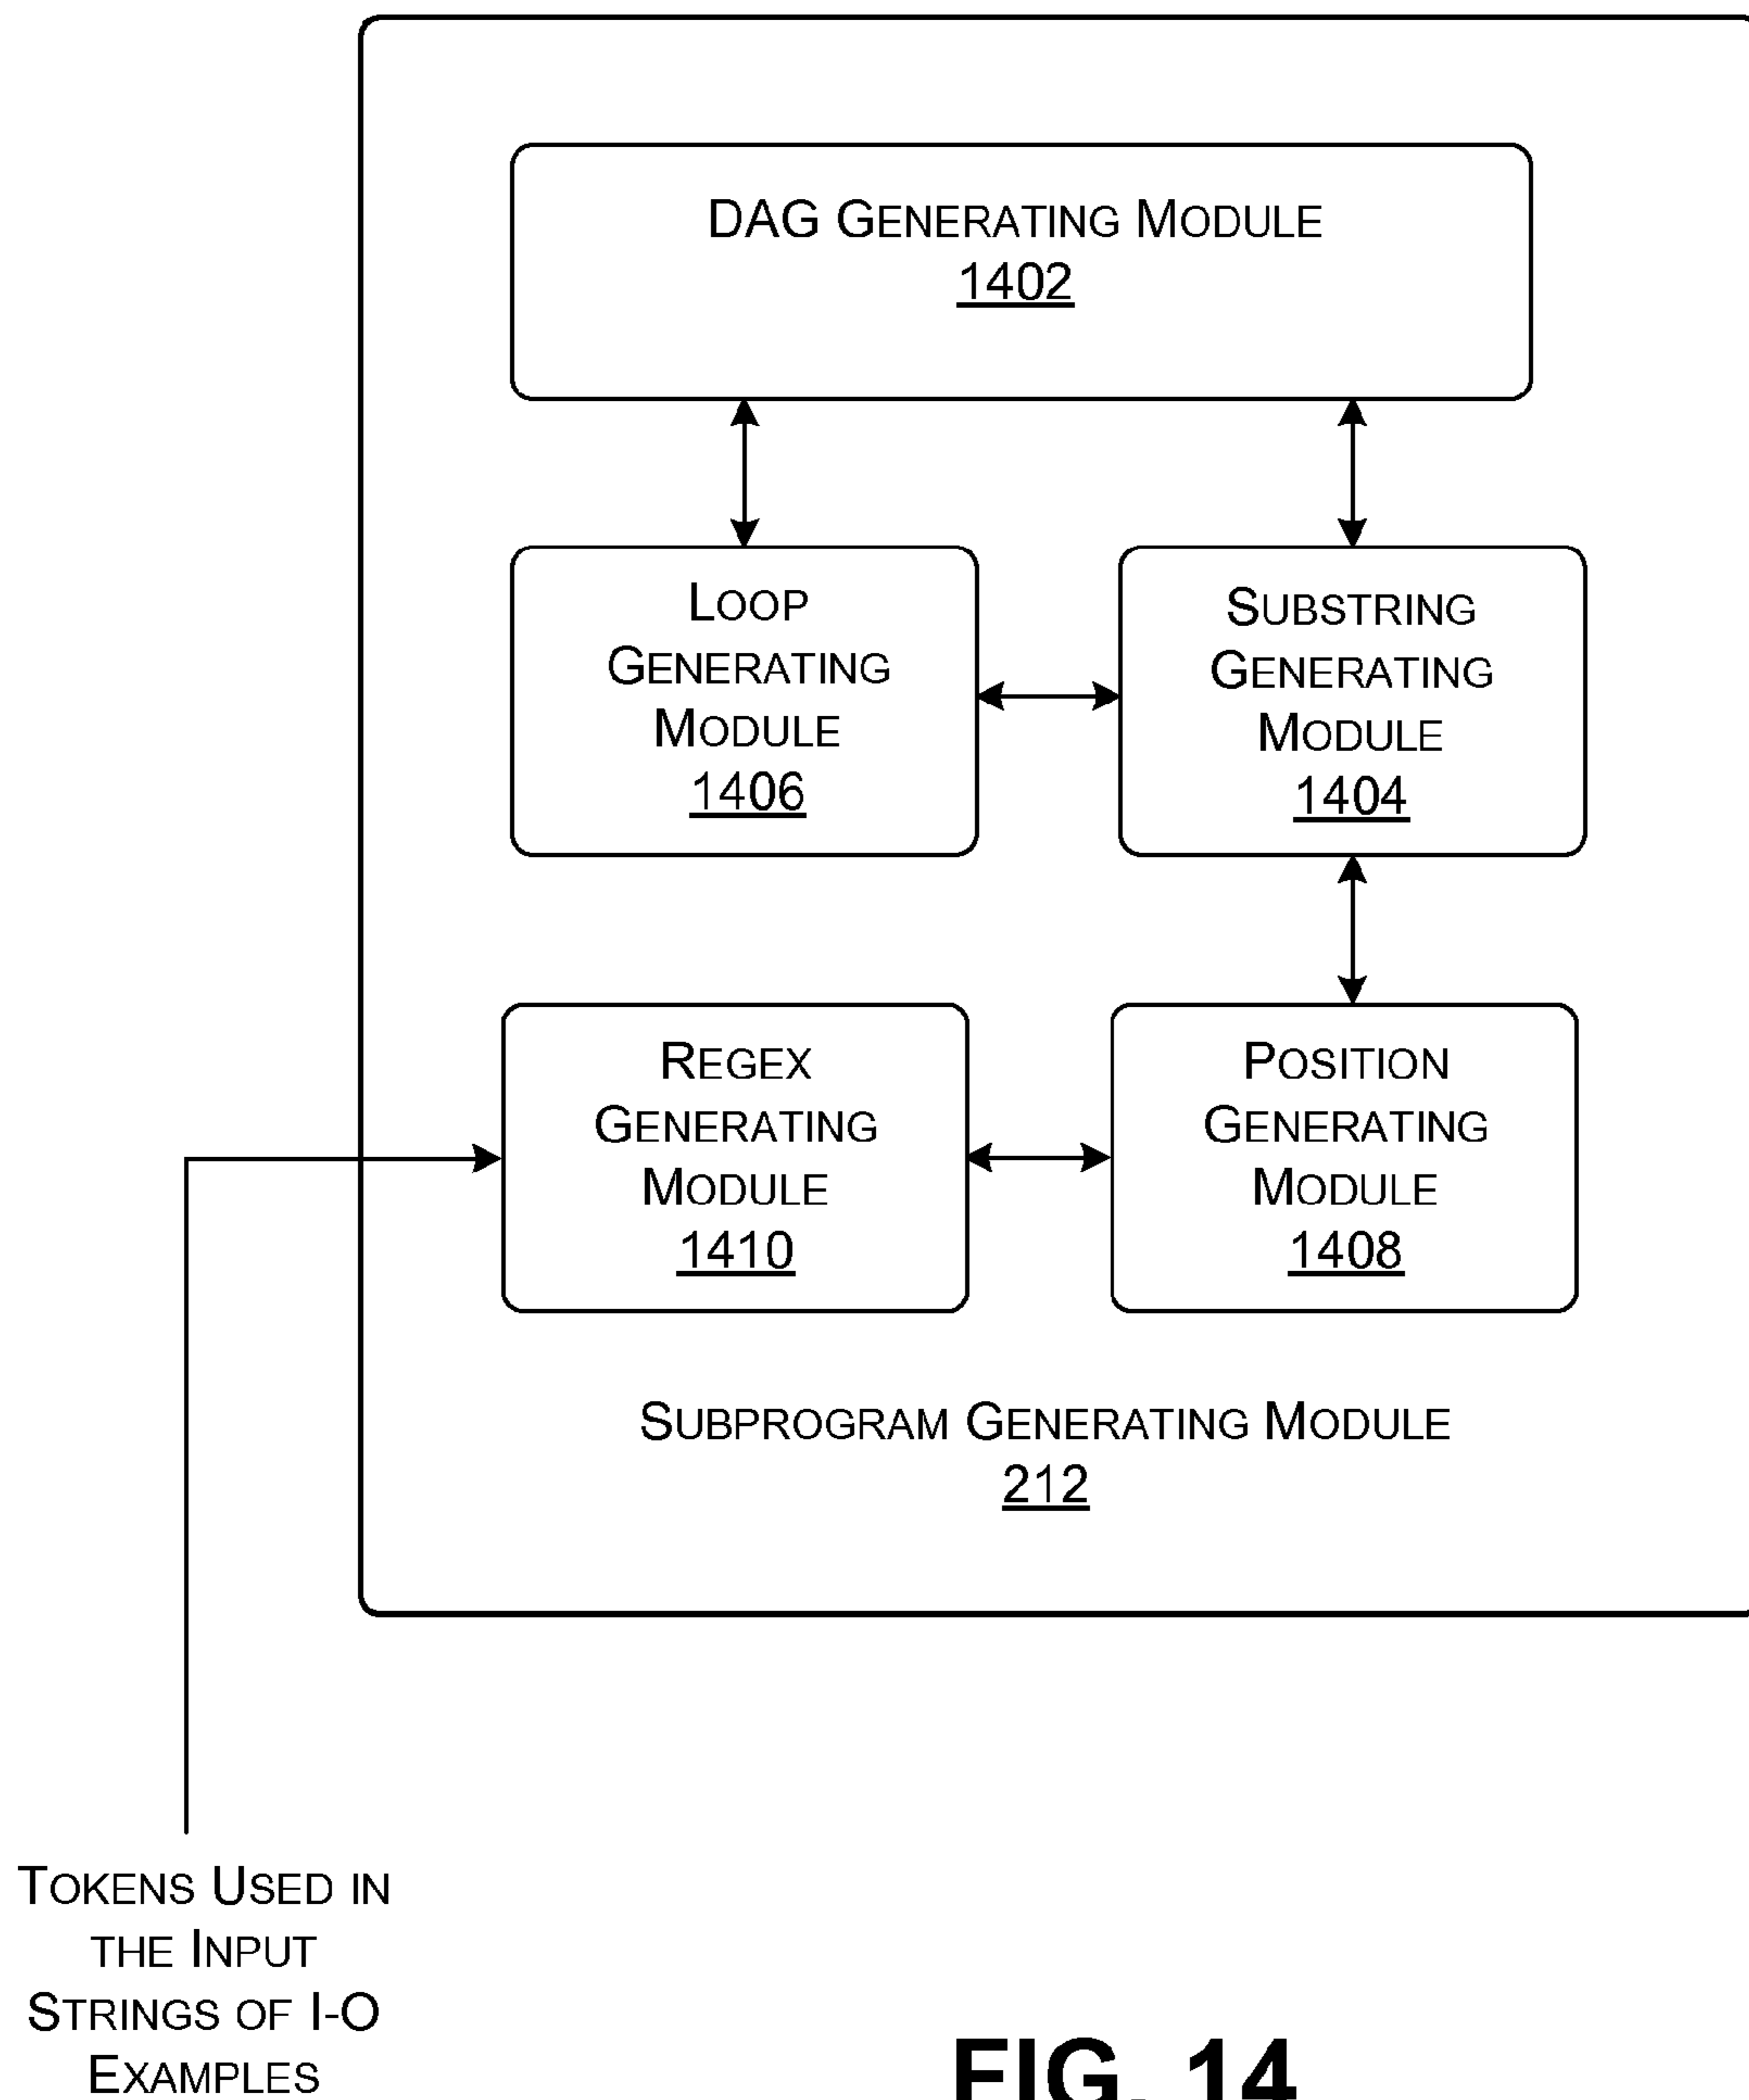 DAG GENERATING MODULE
1402
LOOP
GENERATING
MODULE
1406
SUBSTRING
GENERATING
MODULE
1404
REGEX
GENERATING
MODULE
1410
POSITION
GENERATING
MODULE
1408
SUBPROGRAM GENERATING MODULE
212
TOKENS USED IN
THE INPUT
STRINGS OF I-O
EXAMPLES
FIG. 14